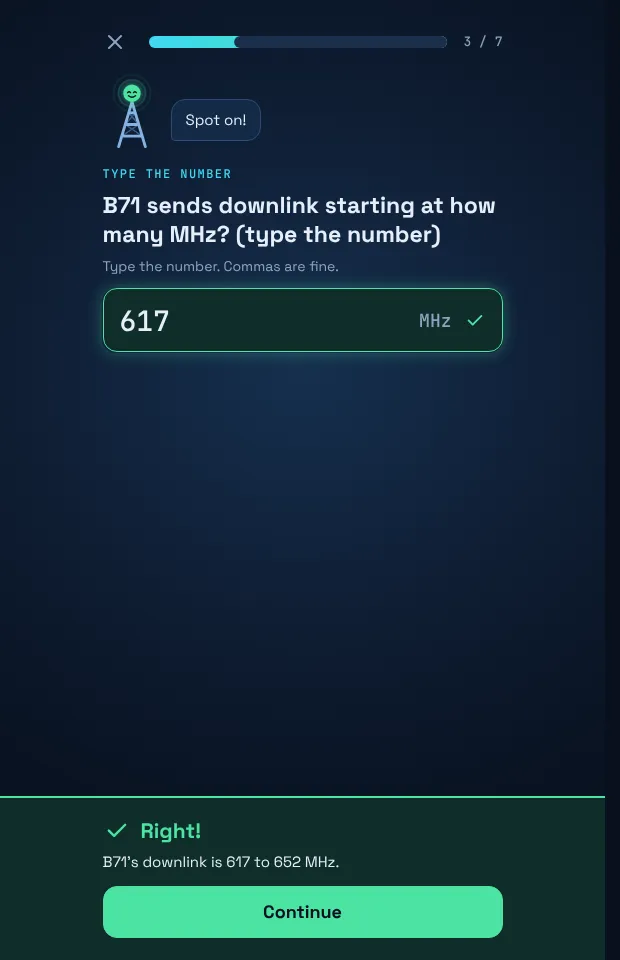 3 / 7
Spot on!
TYPE THE NUMBER
B71 sends downlink starting at how
many MHz? (type the number)
Type the number. Commas are fine.
617 MHz
Right!
B71's downlink is 617 to 652 MHz.
Continue